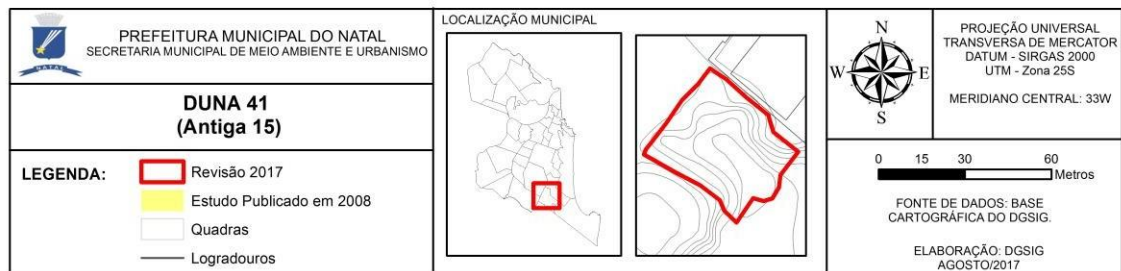 PREFEITURA MUNICIPAL DO NATAL
SECRETARIA MUNICIPAL DE MEIO AMBIENTE E URBANISMO
NATAL
DUNA 41
(Antiga 15)
LEGENDA:
Revisão 2017
Estudo Publicado em 2008
Quadras
Logradouros
LOCALIZAÇÃO MUNICIPAL
N
W
E
S
PROJEÇÃO UNIVERSAL
TRANSVERSA DE MERCATOR
DATUM - SIRGAS 2000
UTM - Zona 25S
MERIDIANO CENTRAL: 33W
0 15 30 60
Metros
FONTE DE DADOS: BASE
CARTOGRÁFICA DO DGSIG.
ELABORAÇÃO: DGSIG
AGOSTO/2017